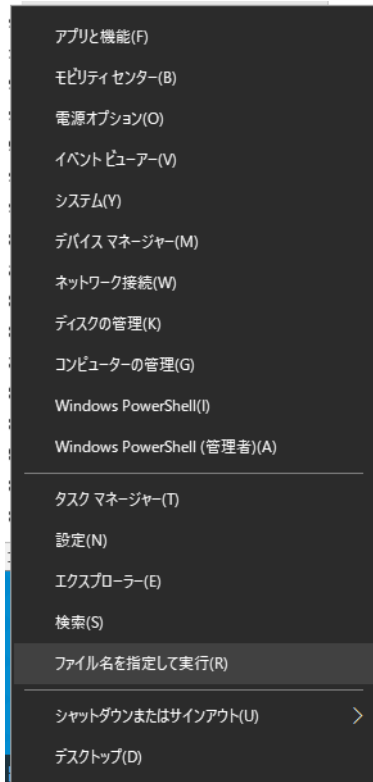 アプリと機能(F)
モビリティ センター(B)
電源オプション(O)
イベント ビューアー(V)
システム(Y)
デバイス マネージャー(M)
ネットワーク接続(W)
ディスクの管理(K)
コンピューターの管理(G)
Windows PowerShell(I)
Windows PowerShell (管理者)(A)
タスク マネージャー(T)
設定(N)
エクスプローラー(E)
検索(S)
ファイル名を指定して実行(R)
シャットダウンまたはサインアウト(U)
デスクトップ(D)